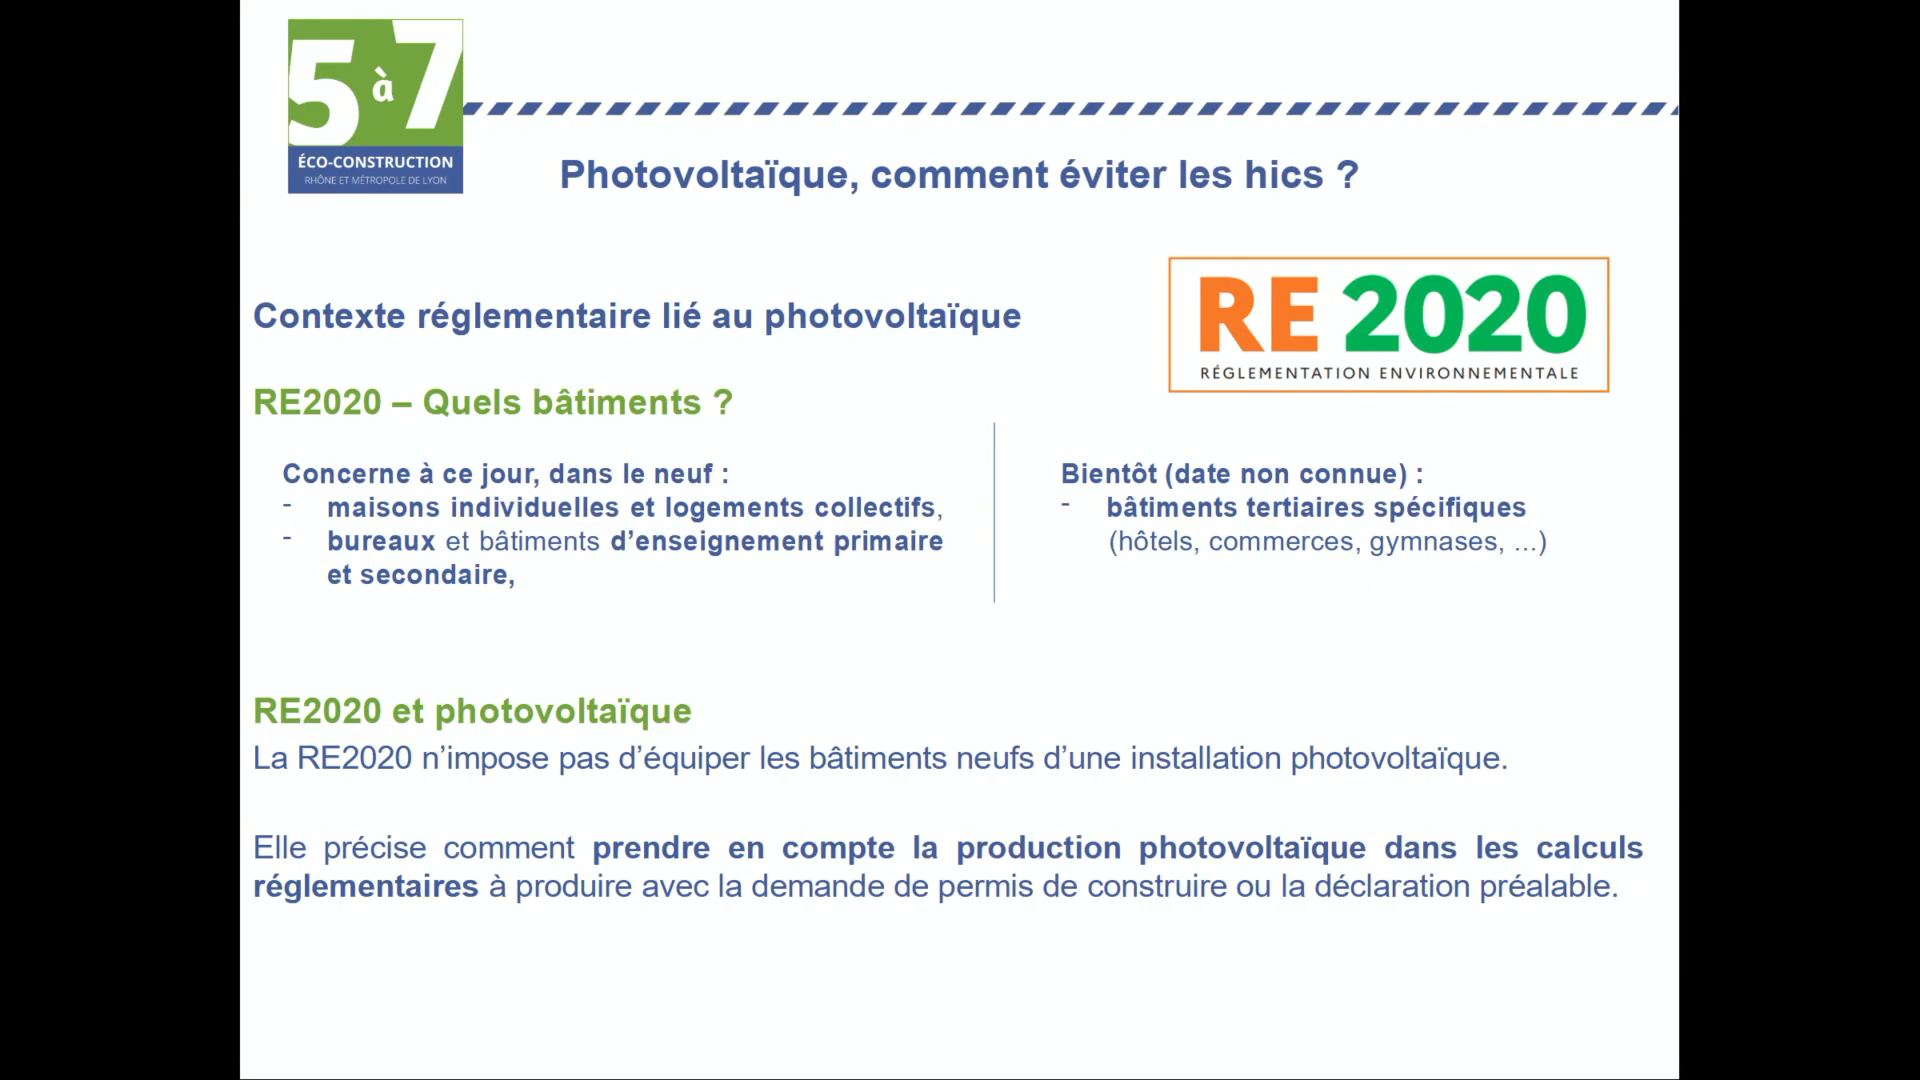 5 à 7
ÉCO-CONSTRUCTION
RHÔNE ET MÉTROPOLE DE LYON
Photovoltaïque, comment éviter les hics ?
Contexte réglementaire lié au photovoltaïque
RE 2020
RÉGLEMENTATION ENVIRONNEMENTALE
RE2020 – Quels bâtiments ?
Concerne à ce jour, dans le neuf :
- maisons individuelles et logements collectifs,
- bureaux et bâtiments d’enseignement primaire
et secondaire,
Bientôt (date non connue) :
- bâtiments tertiaires spécifiques
(hôtels, commerces, gymnases, ...)
RE2020 et photovoltaïque
La RE2020 n’impose pas d’équiper les bâtiments neufs d’une installation photovoltaïque.
Elle précise comment prendre en compte la production photovoltaïque dans les calculs
réglementaires à produire avec la demande de permis de construire ou la déclaration préalable.